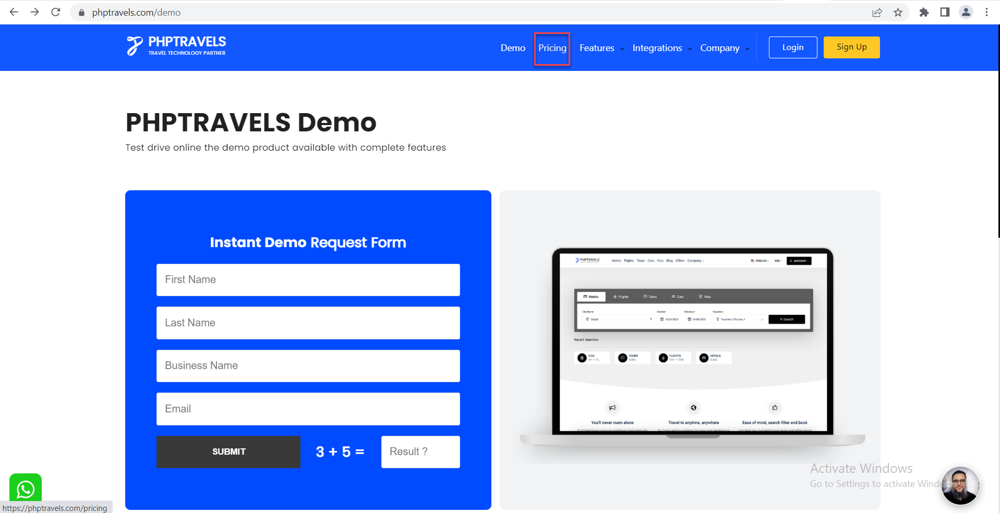 phptravels.com/demo
PHPTRAVELS
TRAVEL TECHNOLOGY PARTNER
Demo Pricing Features Integrations Company Login Sign Up
PHPTRAVELS Demo
Test drive online the demo product available with complete features
Instant Demo Request Form
First Name
Last Name
Business Name
Email
SUBMIT 3 + 5 = Result ?
PHPTRAVELS
Hotels Flights Tours Cars Visa Blog Offers Company ENGLISH USD ACCOUNT
Hotels Flights Tours Cars Visa
City Name Checkin Checkout Travellers
Dubai Travellers 2 Rooms 1 Search
Recent Searches
VISA TOURS FLIGHTS HOTELS
Dubai Dubai
You'll never roam alone Travel to anytime, anywhere Ease of mind, search filter and book
Activate Windows
Go to Settings to activate Windo
https://phptravels.com/pricing